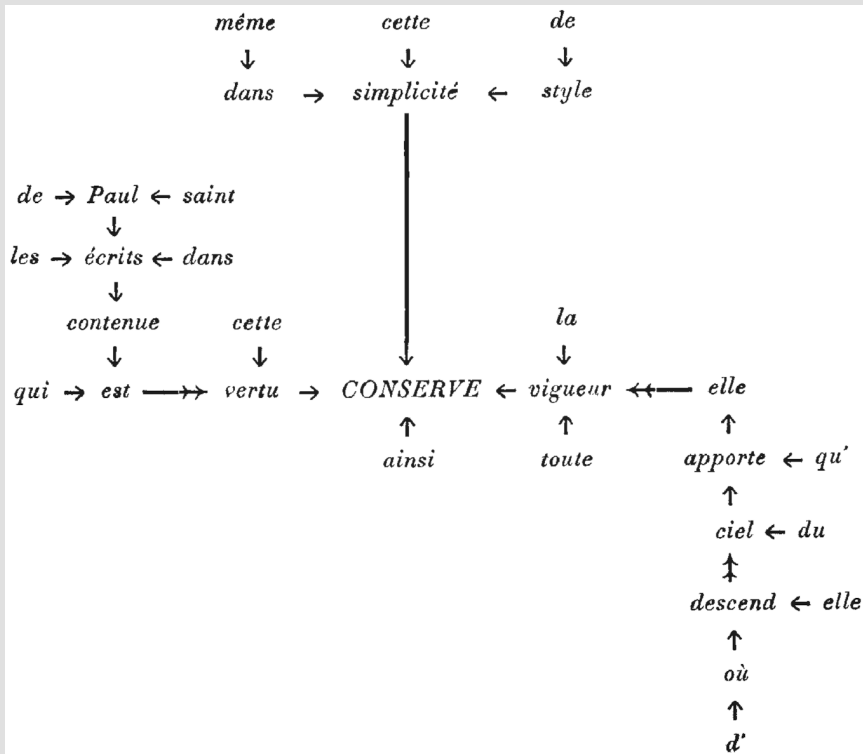 même cette de
dans → simplicité ← style
de → Paul ← saint
les → écrits ← dans
contenue cette la
qui → est →→ vertu → CONSERVE ← vigueur ←← elle
ainsi toute apporte ← qu'
ciel ← du
descend ← elle
où
d'